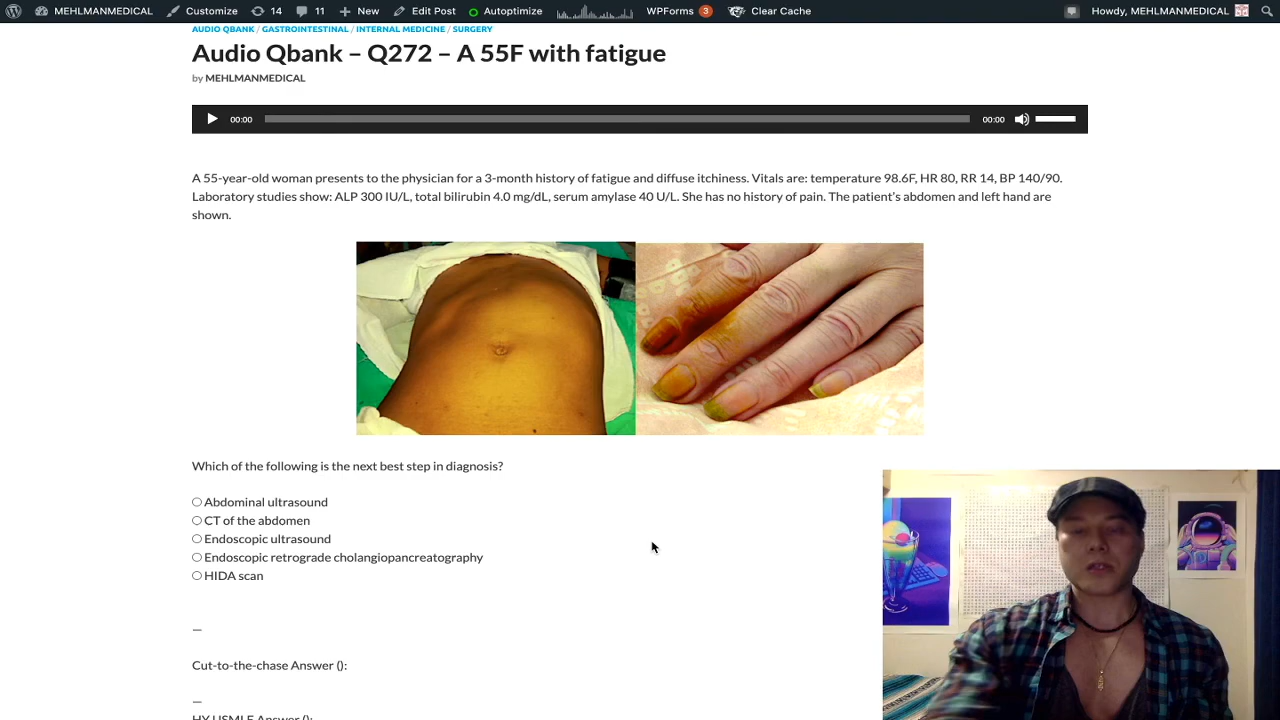 MEHLMANMEDICAL Customize 14 11 New Edit Post Autoptimize WPForms 3 Clear Cache Howdy, MEHLMANMEDICAL
AUDIO QBANK / GASTROINTESTINAL / INTERNAL MEDICINE / SURGERY
Audio Qbank – Q272 – A 55F with fatigue
by MEHLMANMEDICAL
00:00 00:00
A 55-year-old woman presents to the physician for a 3-month history of fatigue and diffuse itchiness. Vitals are: temperature 98.6F, HR 80, RR 14, BP 140/90.
Laboratory studies show: ALP 300 IU/L, total bilirubin 4.0 mg/dL, serum amylase 40 U/L. She has no history of pain. The patient's abdomen and left hand are
shown.
Which of the following is the next best step in diagnosis?
Abdominal ultrasound
CT of the abdomen
Endoscopic ultrasound
Endoscopic retrograde cholangiopancreatography
HIDA scan
—
Cut-to-the-chase Answer ():
—
HY USMLE Answer ():